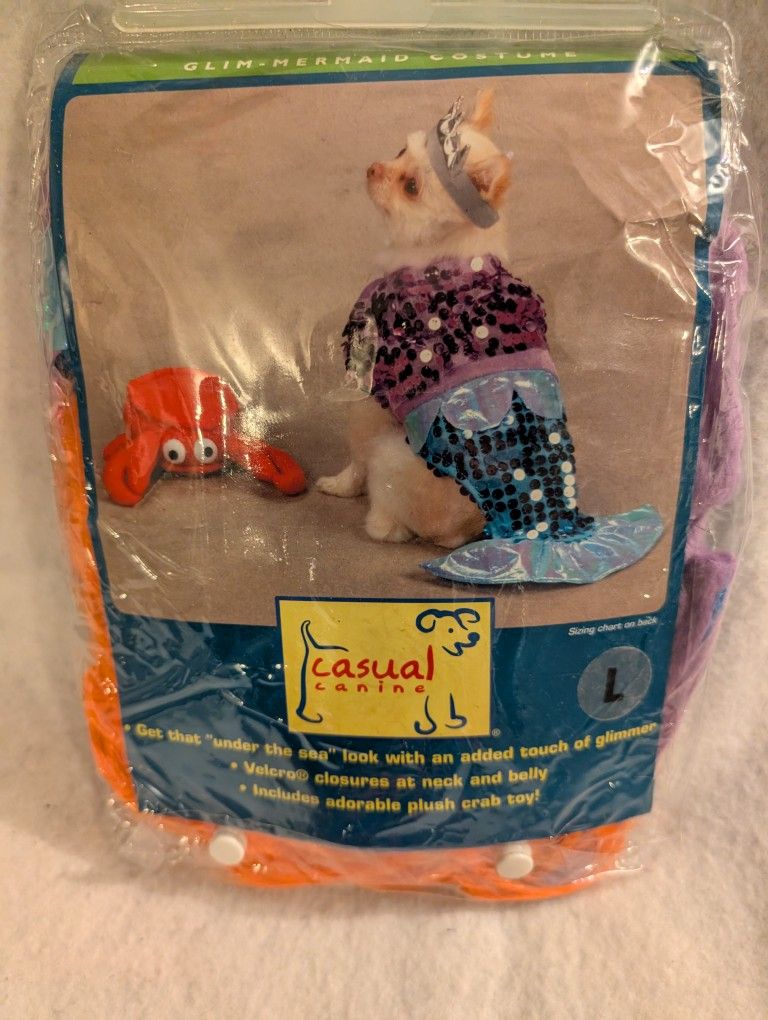 GLIM-MERMAID COSTUME
Sizing chart on back
casual
canine
®
L
• Get that "under the sea" look with an added touch of glimmer
• Velcro® closures at neck and belly
• Includes adorable plush crab toy!